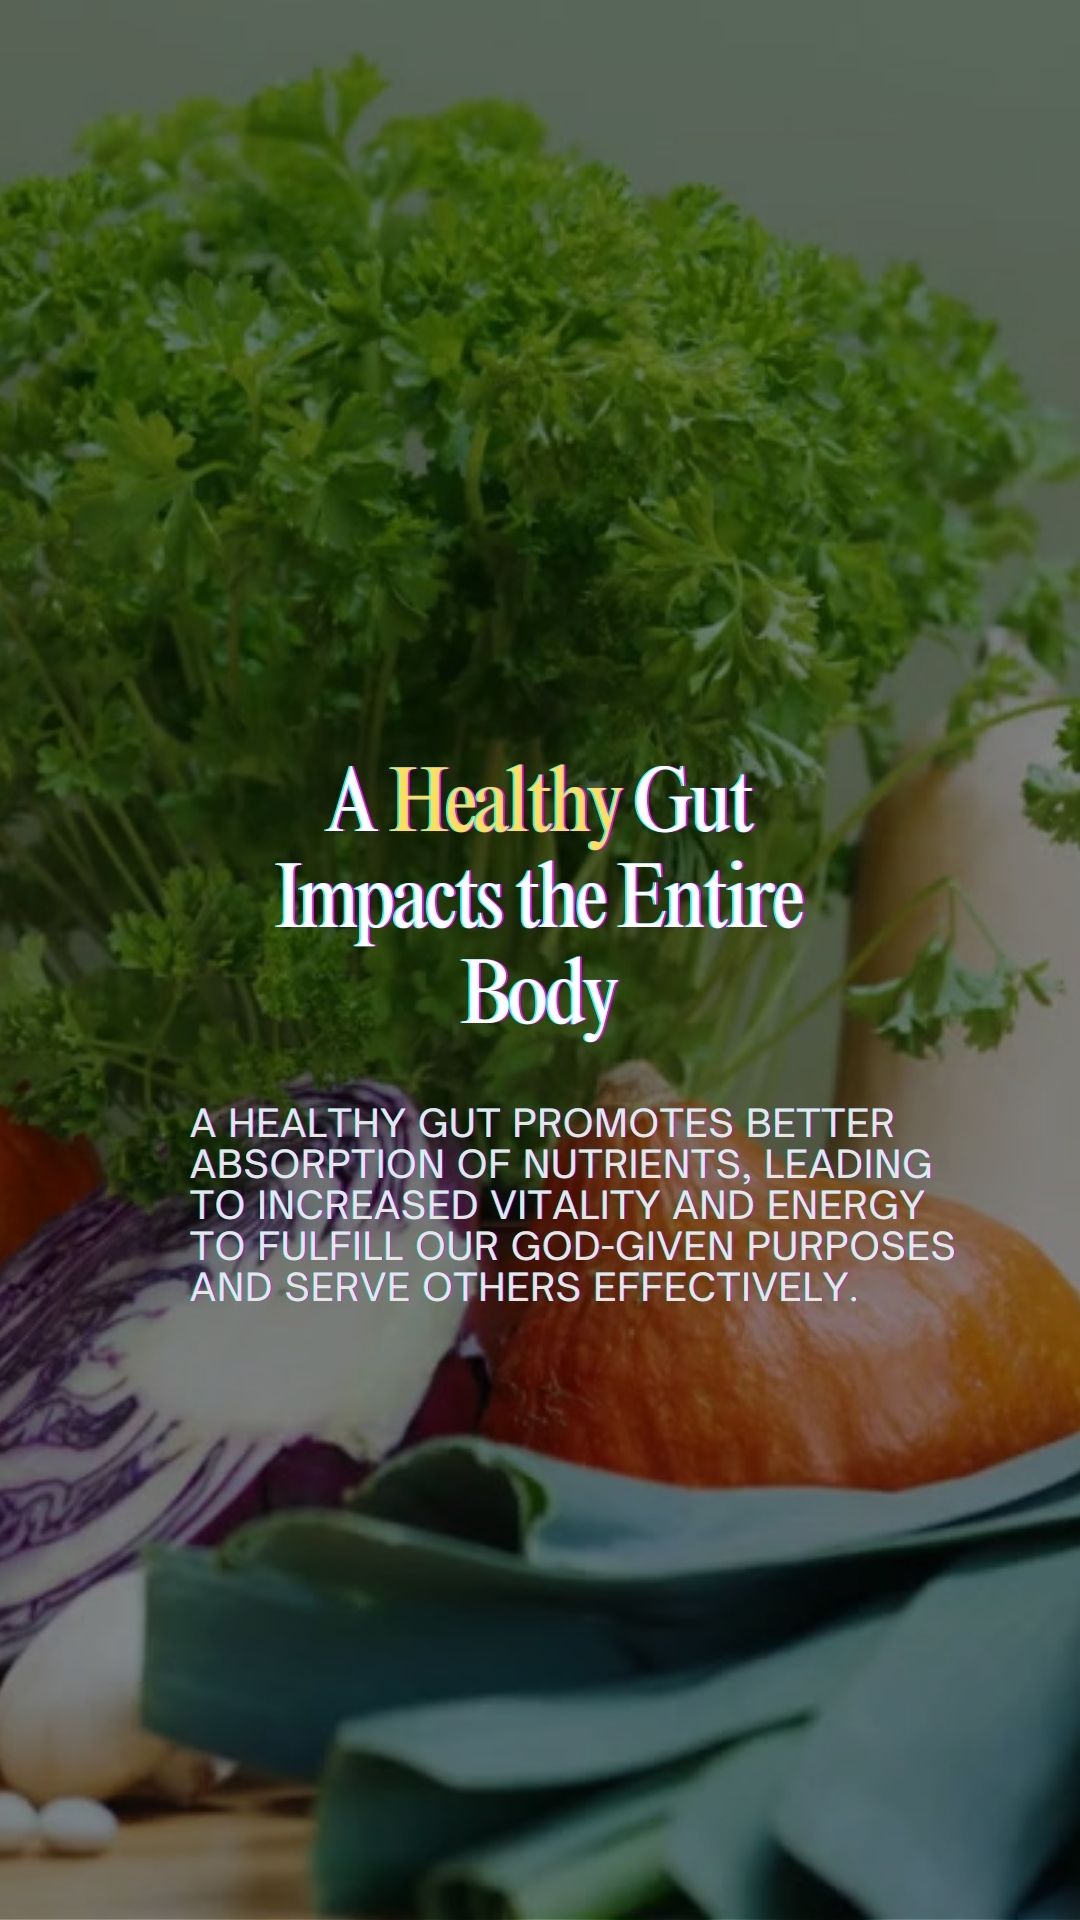 A Healthy Gut
Impacts the Entire
Body
A HEALTHY GUT PROMOTES BETTER
ABSORPTION OF NUTRIENTS, LEADING
TO INCREASED VITALITY AND ENERGY
TO FULFILL OUR GOD-GIVEN PURPOSES
AND SERVE OTHERS EFFECTIVELY.